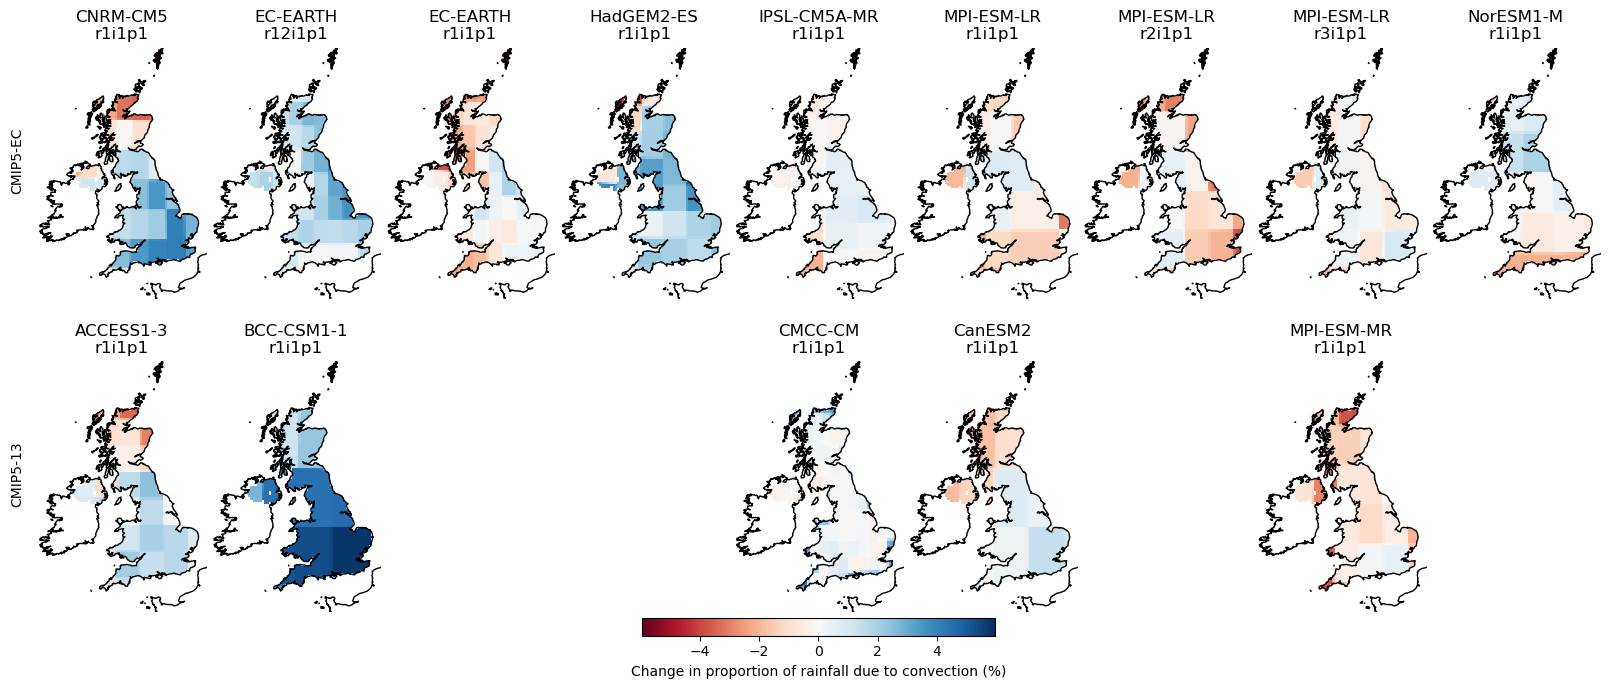 CNRM-CM5
r1i1p1
EC-EARTH
r12i1p1
EC-EARTH
r1i1p1
HadGEM2-ES
r1i1p1
IPSL-CM5A-MR
r1i1p1
MPI-ESM-LR
r1i1p1
MPI-ESM-LR
r2i1p1
MPI-ESM-LR
r3i1p1
NorESM1-M
r1i1p1
CMIP5-EC
ACCESS1-3
r1i1p1
BCC-CSM1-1
r1i1p1
CMCC-CM
r1i1p1
CanESM2
r1i1p1
MPI-ESM-MR
r1i1p1
CMIP5-13
−4 −2 0 2 4
Change in proportion of rainfall due to convection (%)